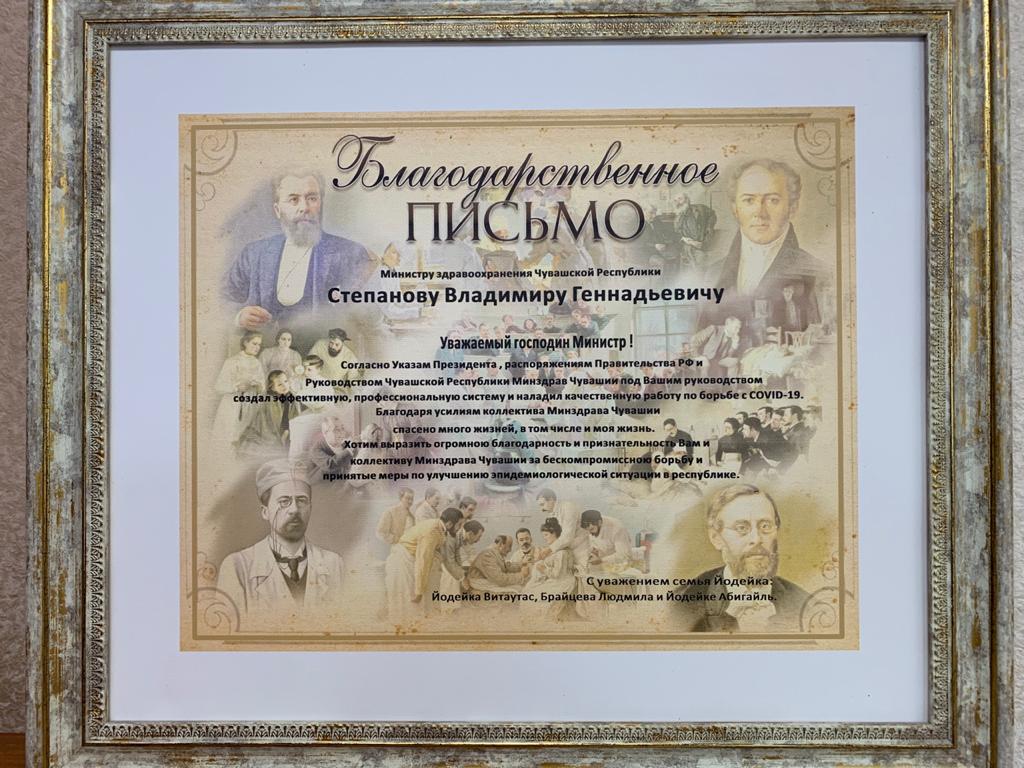 Благодарственное
ПИСЬМО
Министру здравоохранения Чувашской Республики
Степанову Владимиру Геннадьевичу
Уважаемый господин Министр !
Согласно Указам Президента , распоряжениям Правительства РФ и
Руководством Чувашской Республики Минздрав Чувашии под Вашим руководством
создал эффективную, профессиональную систему и наладил качественную работу по борьбе с COVID-19.
Благодаря усилиям коллектива Минздрава Чувашии
спасено много жизней, в том числе и моя жизнь.
Хотим выразить огромною благодарность и признательность Вам и
коллективу Минздрава Чувашии за бескомпромиссною борьбу и
принятые меры по улучшению эпидемиологической ситуации в республике.
С уважением семья Йодейка:
Йодейка Витаутас, Брайцева Людмила и Йодейке Абигайль.